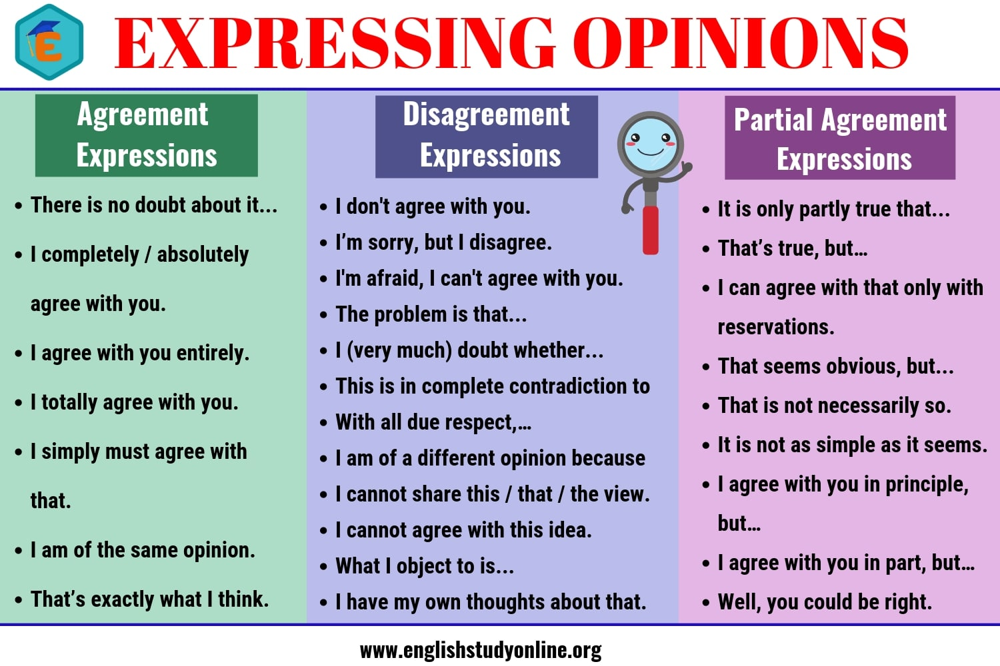 E
EXPRESSING OPINIONS
Agreement
Expressions
• There is no doubt about it...
• I completely / absolutely
agree with you.
• I agree with you entirely.
• I totally agree with you.
• I simply must agree with
that.
• I am of the same opinion.
• That’s exactly what I think.
Disagreement
Expressions
• I don't agree with you.
• I’m sorry, but I disagree.
• I'm afraid, I can't agree with you.
• The problem is that...
• I (very much) doubt whether...
• This is in complete contradiction to
• With all due respect,…
• I am of a different opinion because
• I cannot share this / that / the view.
• I cannot agree with this idea.
• What I object to is...
• I have my own thoughts about that.
Partial Agreement
Expressions
• It is only partly true that...
• That’s true, but…
• I can agree with that only with
reservations.
• That seems obvious, but...
• That is not necessarily so.
• It is not as simple as it seems.
• I agree with you in principle,
but…
• I agree with you in part, but…
• Well, you could be right.
www.englishstudyonline.org